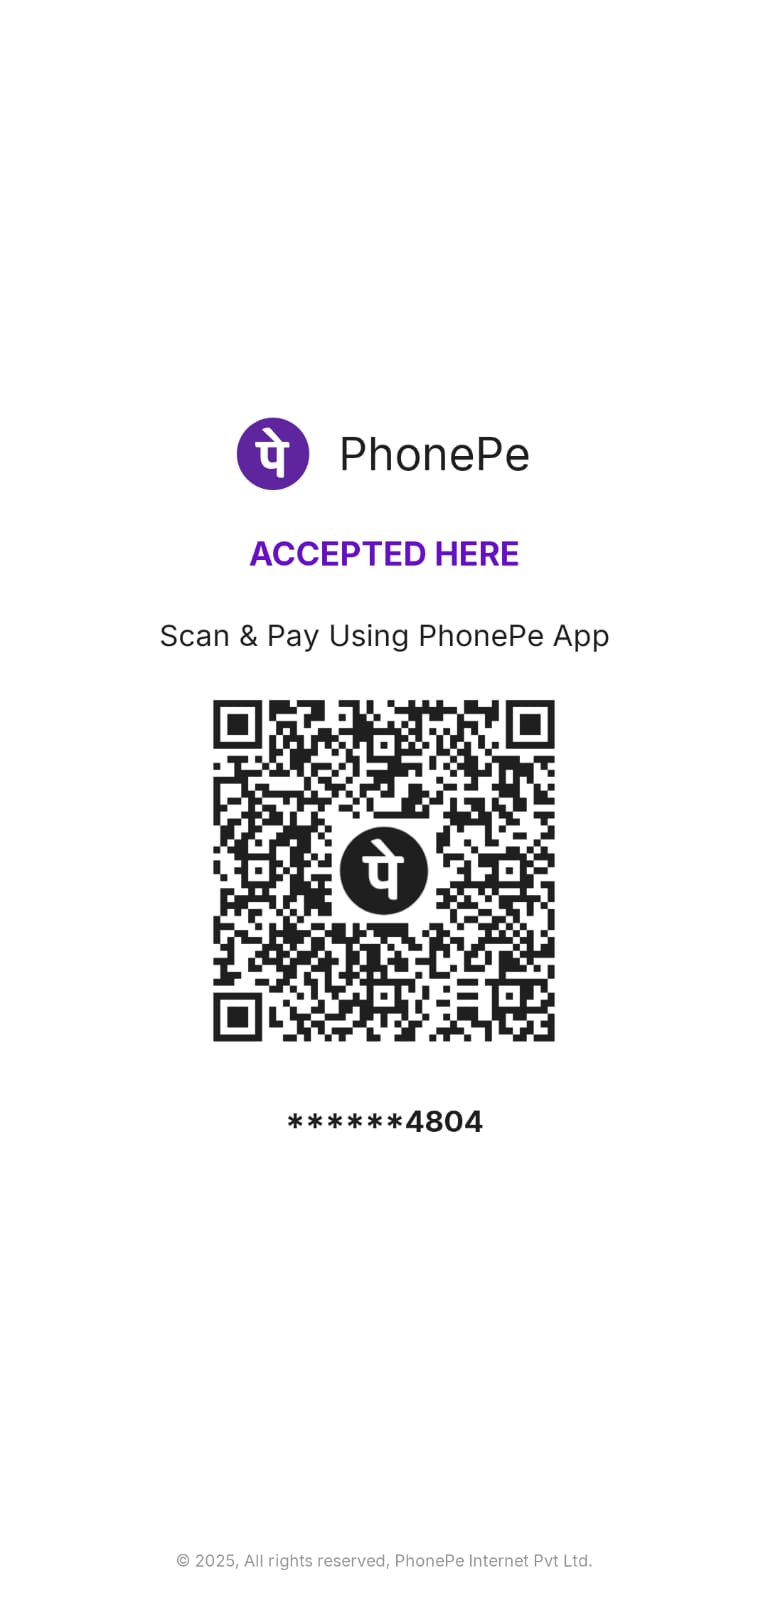 पे PhonePe
ACCEPTED HERE
Scan & Pay Using PhonePe App
पे
******4804
© 2025, All rights reserved, PhonePe Internet Pvt Ltd.